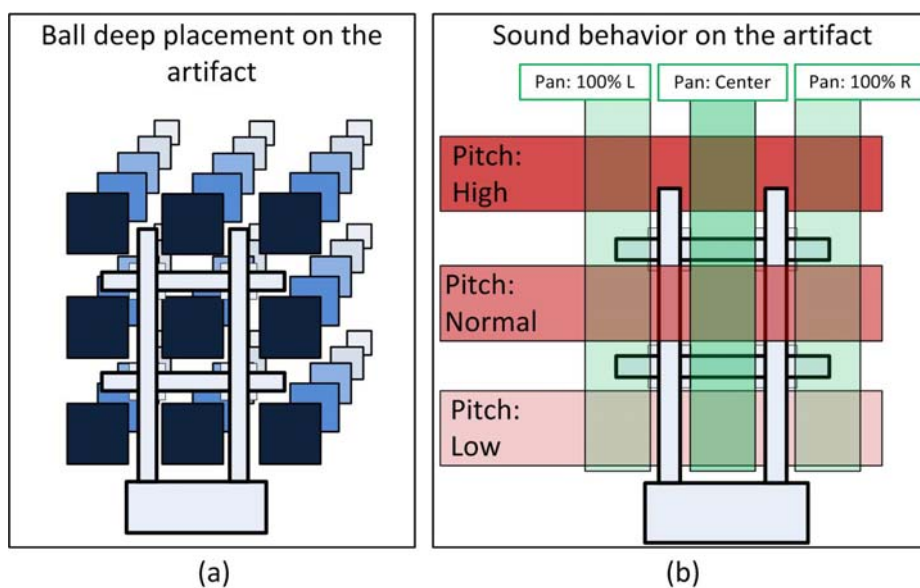 Ball deep placement on the
artifact
(a)
Sound behavior on the artifact
Pan: 100% L
Pan: Center
Pan: 100% R
Pitch:
High
Pitch:
Normal
Pitch:
Low
(b)